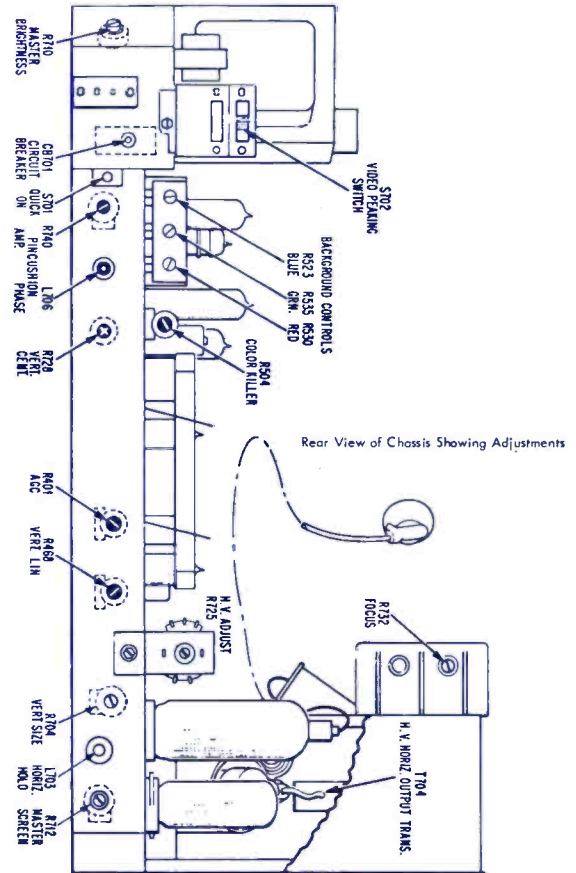 R710
MASTER
BRIGHTNESS
CB701
CIRCUIT
BREAKER
S701
QUICK
ON
R740
PINCUSHION
AMP.
L706
PHASE
R728
VERT.
CENT.
R401
AGC
R460
VERT. LIN
R704
VERT SIZE
L703
HORIZ.
HOLD
R712
MASTER
SCREEN
S702
VIDEO PEAKING
SWITCH
BACKGROUND CONTROLS
R523 R535 R530
BLUE GRN. RED
R504
COLOR KILLER
Rear View of Chassis Showing Adjustments
H.V. ADJUST
R725
R732
FOCUS
T704
H.V. HORIZ. OUTPUT TRANS.